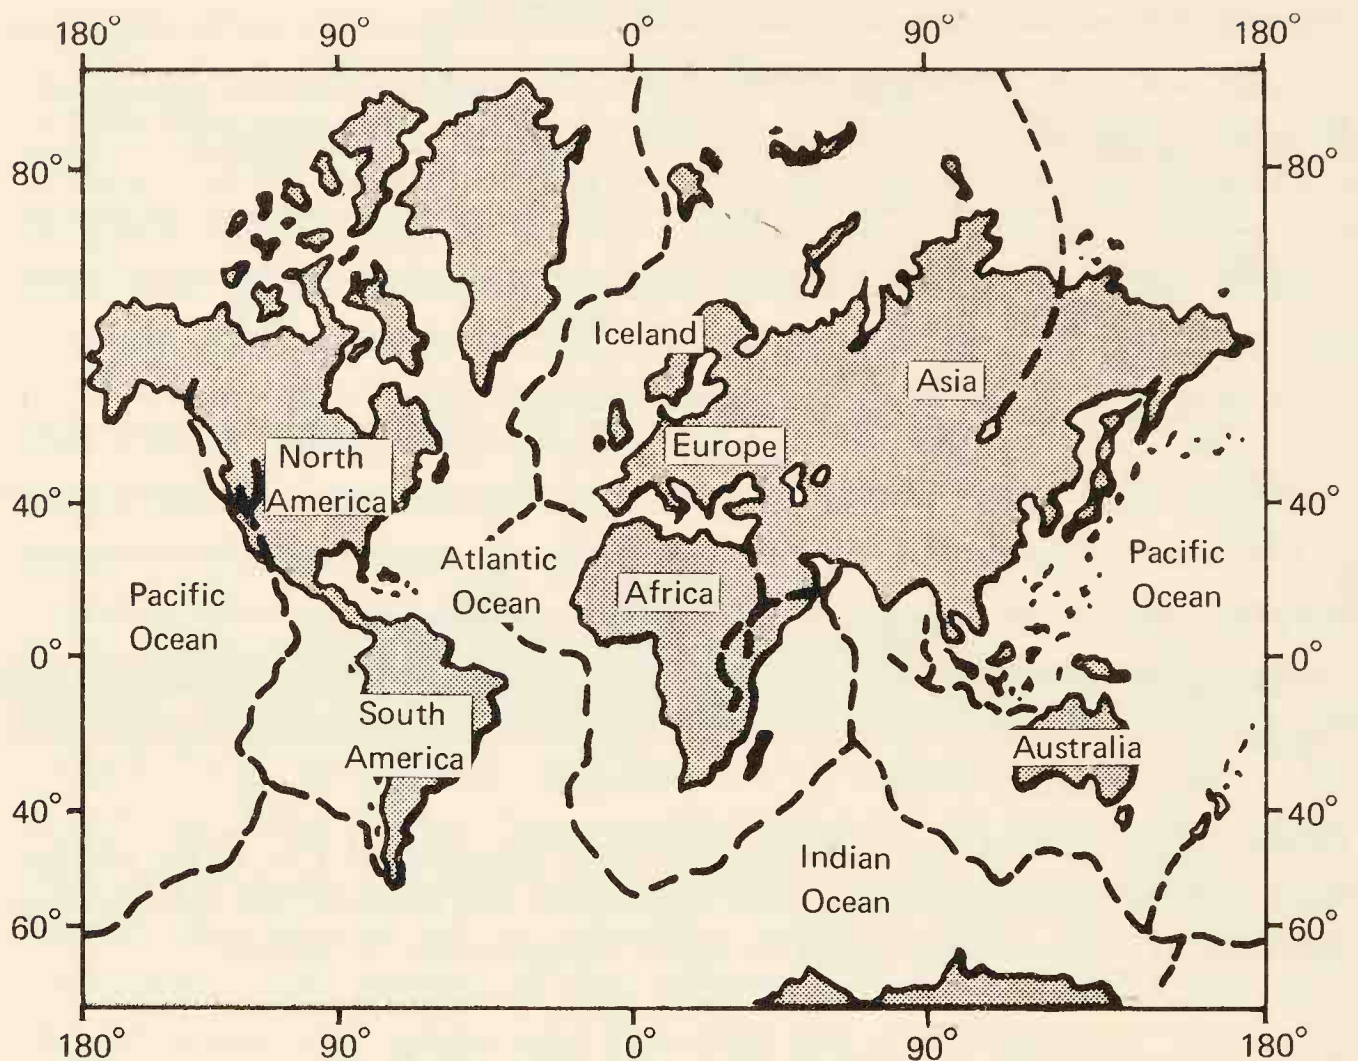 180° 90° 0° 90° 180°
80° 80°
Iceland
Asia
Europe
North
America
40° 40°
Atlantic
Ocean
Africa
Pacific
Ocean
Pacific
Ocean
0° 0°
South
America
Australia
40° 40°
Indian
Ocean
60° 60°
180° 90° 0° 90° 180°